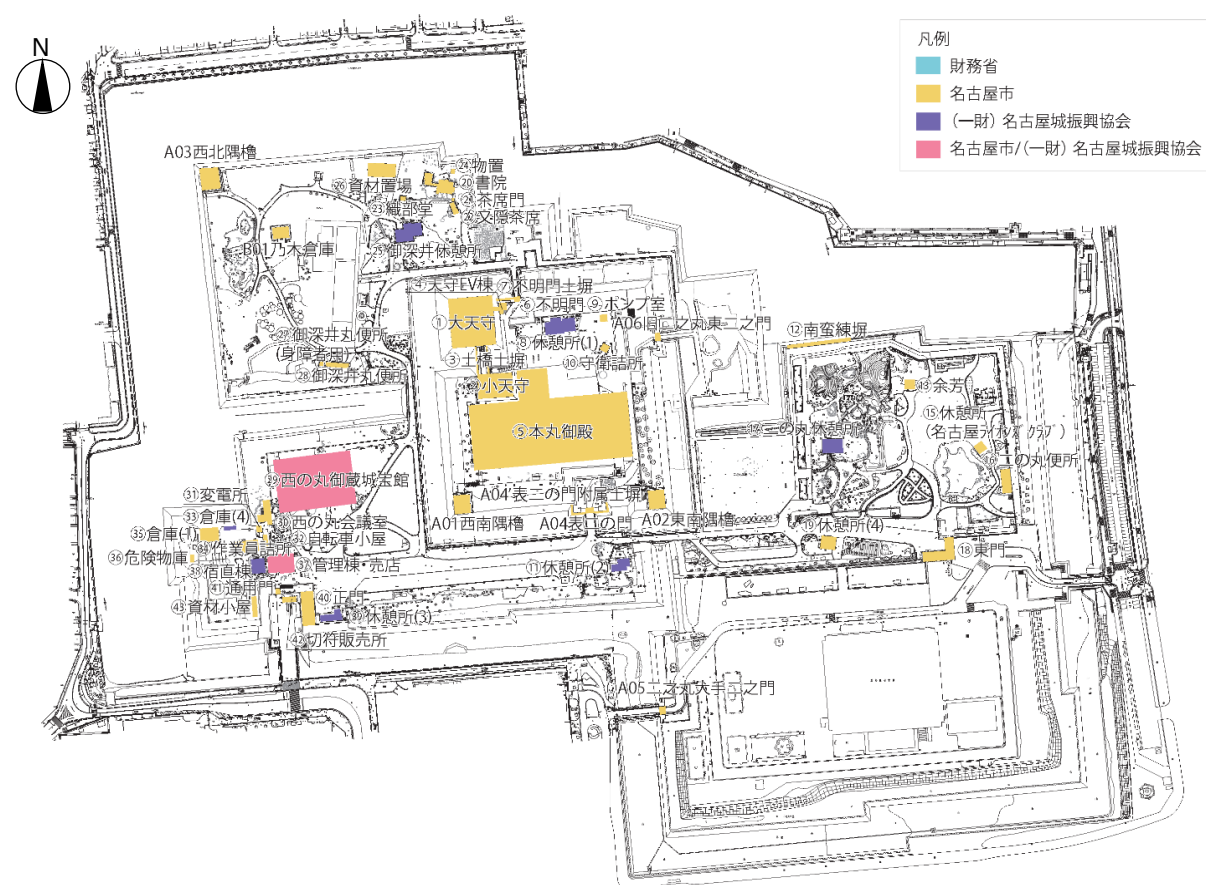 N
凡例
財務省
名古屋市
(一財) 名古屋城振興協会
名古屋市/(一財) 名古屋城振興協会
A03西北隅櫓
㉔物置
⑳書院
㉖資材置場
茶席門
㉓織部堂
又隠茶席
B01乃木倉庫
㉕御深井休憩所
④天守EV棟
⑦不明門土塀
⑥不明門
⑨ポンプ室
①大天守
A06旧二之丸東二之門
⑫南蛮練塀
㉗御深井丸便所
(身障者用)
⑧休憩所(1)
③土橋土塀
⑩守衛詰所
㉘御深井丸便所
②小天守
⑬余芳
⑮休憩所
(名古屋ライオンズクラブ)
⑤本丸御殿
⑭二の丸休憩所
⑯二の丸便所
㉙西の丸御蔵城宝館
A04表二の門附属土塀
㉛変電所
A01西南隅櫓
A04表二の門
A02東南隅櫓
㉝倉庫(4)
㉚西の丸会議室
休憩所(4)
㉟倉庫(1)
㉜自転車小屋
㉞作業員詰所
⑱東門
㊱危険物庫
㊳宿直棟
㊲管理棟・売店
⑪休憩所(2)
㊶通用門
㊵正門
㊸資材小屋
㊴休憩所(3)
㊷切符販売所
A05二之丸大手二之門